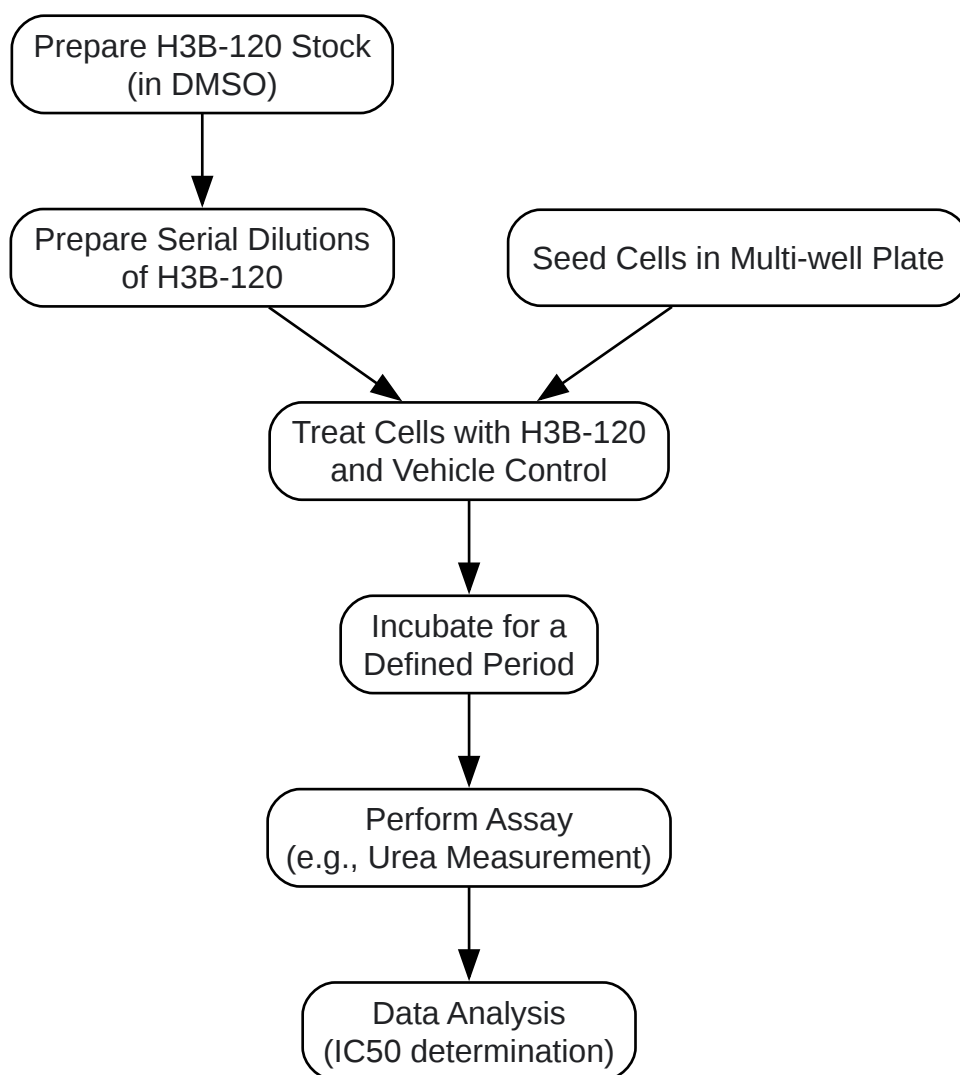 Prepare H3B-120 Stock
(in DMSO)
Prepare Serial Dilutions
of H3B-120
Seed Cells in Multi-well Plate
Treat Cells with H3B-120
and Vehicle Control
Incubate for a
Defined Period
Perform Assay
(e.g., Urea Measurement)
Data Analysis
(IC50 determination)